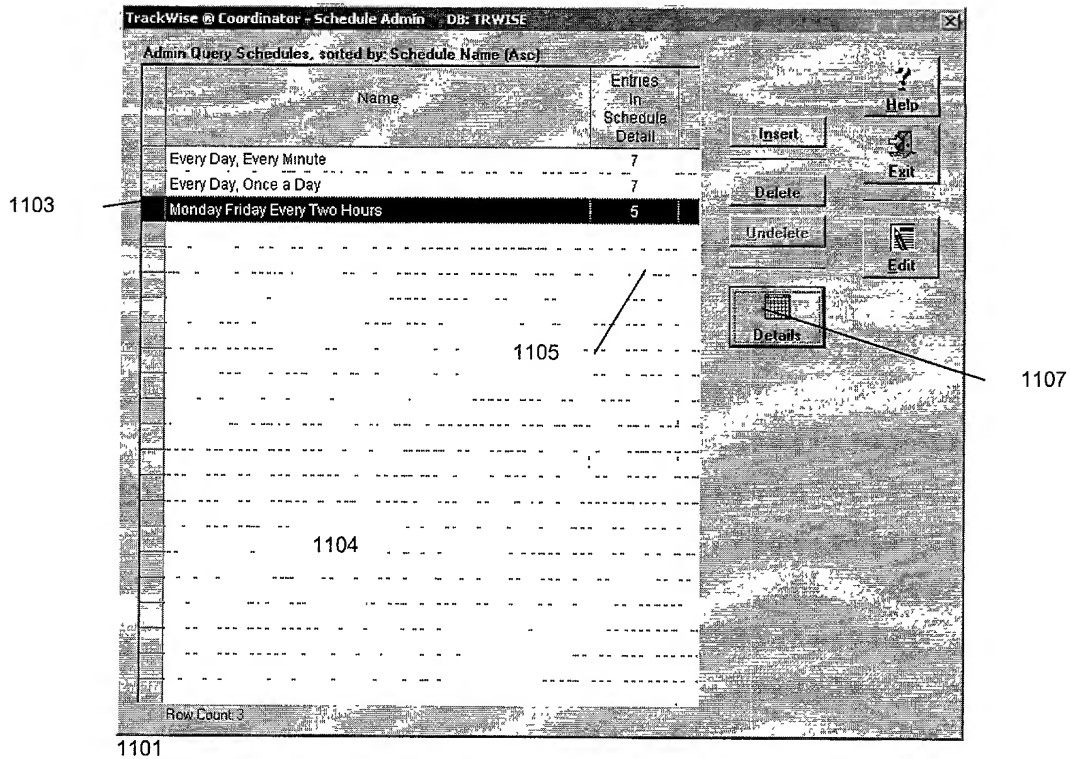 TrackWise ® Coordinator - Schedule Admin DB: TRWISE
Admin Query Schedules, sorted by: Schedule Name (Asc)
Name
Entries
In
Schedule
Detail
Every Day, Every Minute 7
Every Day, Once a Day 7
Monday Friday Every Two Hours 5
Help
Insert
Exit
Delete
Undelete
Edit
Details
1103
1105
1107
1104
Row Count: 3
1101